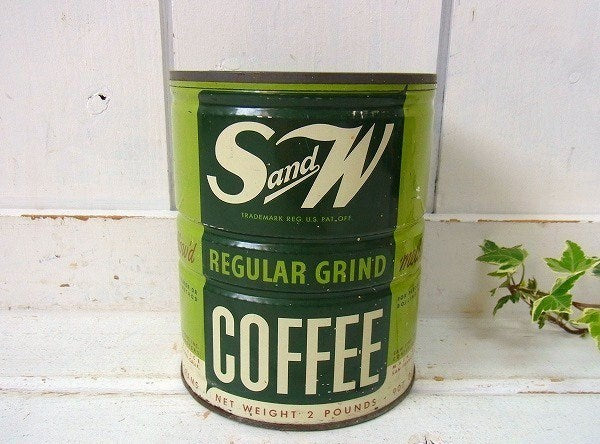 S and W
TRADEMARK REG. U.S. PAT. OFF.
REGULAR GRIND
COFFEE
NET WEIGHT 2 POUNDS